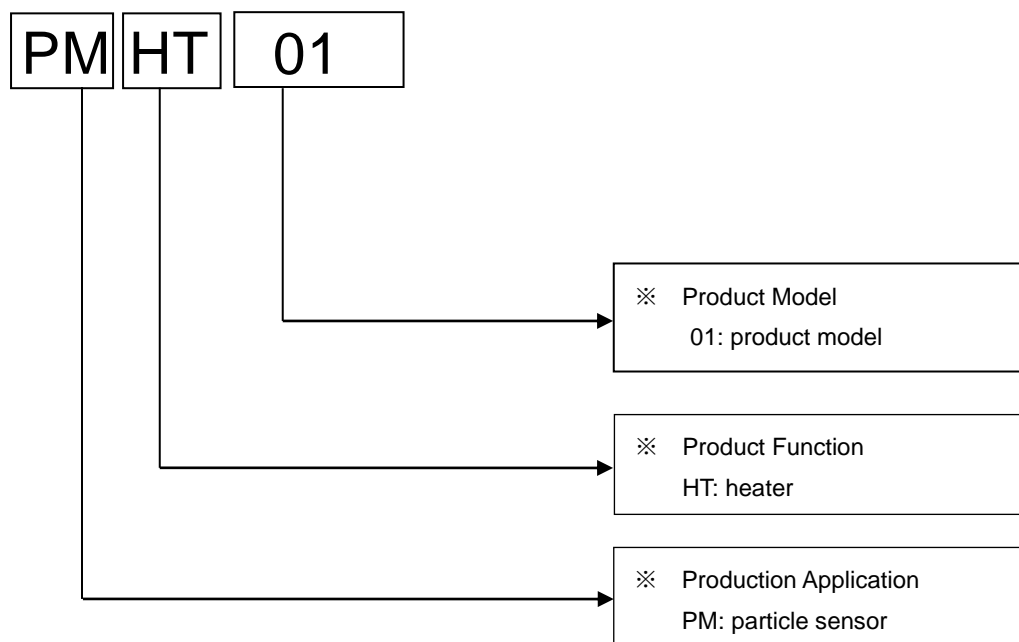 PM HT 01
※ Product Model
01: product model
※ Product Function
HT: heater
※ Production Application
PM: particle sensor